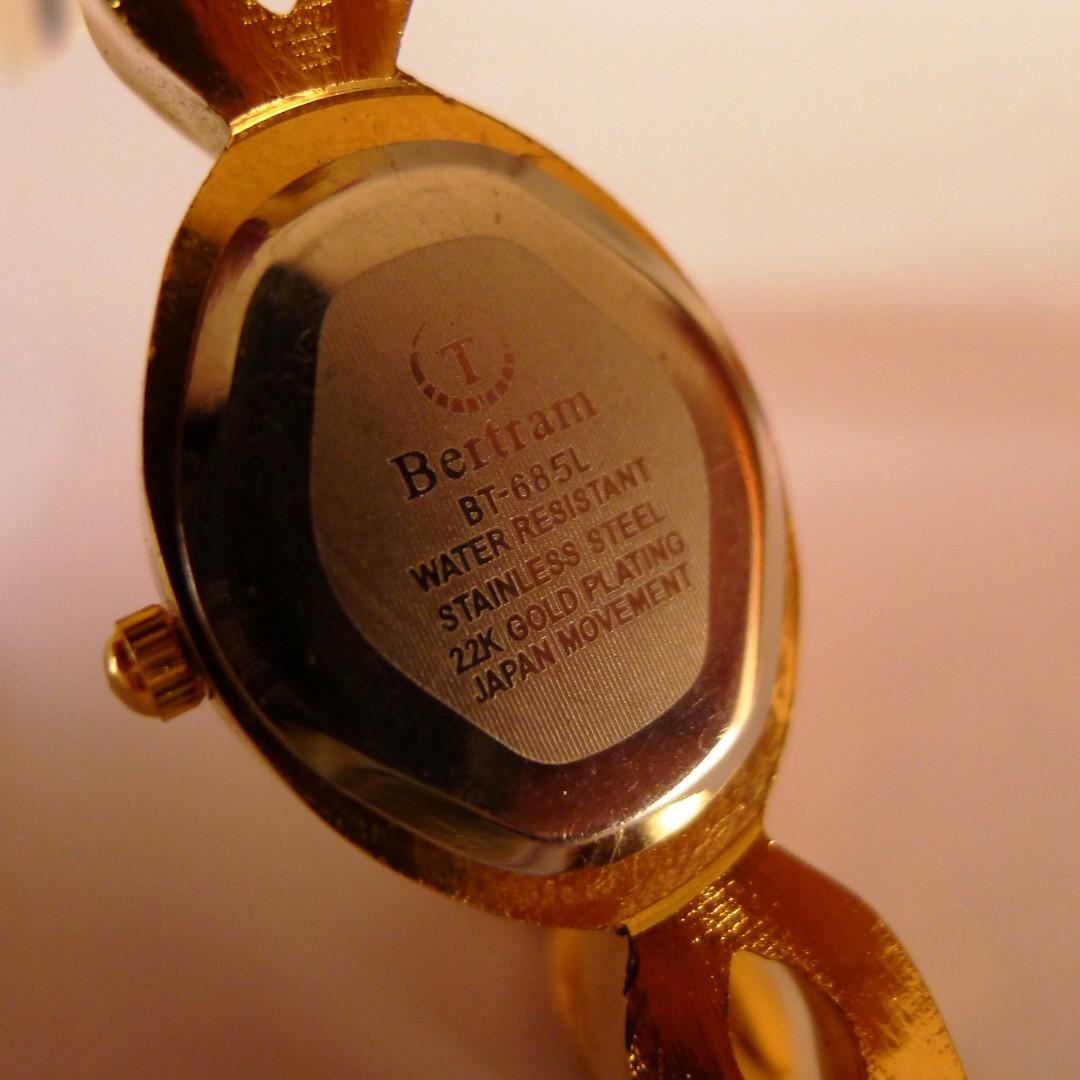 T
Bertram
BT-685L
WATER RESISTANT
STAINLESS STEEL
22K GOLD PLATING
JAPAN MOVEMENT